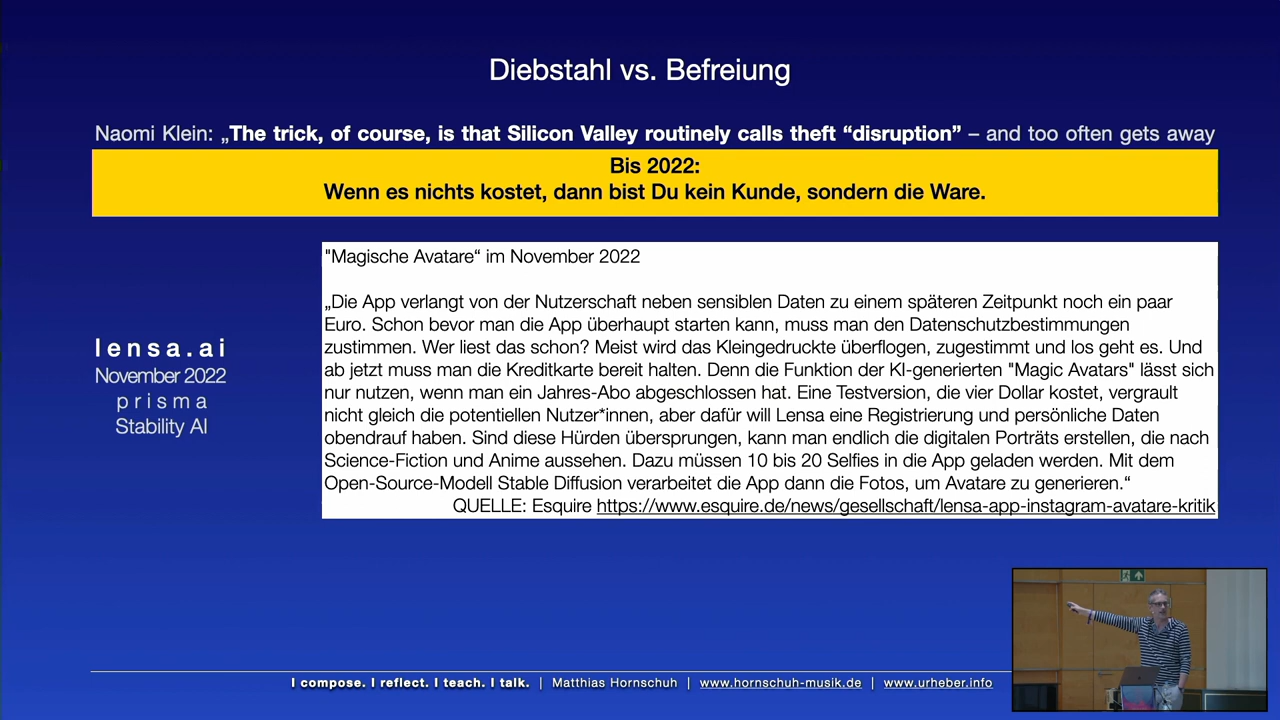 Diebstahl vs. Befreiung
Naomi Klein: „The trick, of course, is that Silicon Valley routinely calls theft “disruption” – and too often gets away
Bis 2022:
Wenn es nichts kostet, dann bist Du kein Kunde, sondern die Ware.
"Magische Avatare“ im November 2022
„Die App verlangt von der Nutzerschaft neben sensiblen Daten zu einem späteren Zeitpunkt noch ein paar
Euro. Schon bevor man die App überhaupt starten kann, muss man den Datenschutzbestimmungen
zustimmen. Wer liest das schon? Meist wird das Kleingedruckte überflogen, zugestimmt und los geht es. Und
ab jetzt muss man die Kreditkarte bereit halten. Denn die Funktion der KI-generierten "Magic Avatars" lässt sich
nur nutzen, wenn man ein Jahres-Abo abgeschlossen hat. Eine Testversion, die vier Dollar kostet, vergrault
nicht gleich die potentiellen Nutzer*innen, aber dafür will Lensa eine Registrierung und persönliche Daten
obendrauf haben. Sind diese Hürden übersprungen, kann man endlich die digitalen Porträts erstellen, die nach
Science-Fiction und Anime aussehen. Dazu müssen 10 bis 20 Selfies in die App geladen werden. Mit dem
Open-Source-Modell Stable Diffusion verarbeitet die App dann die Fotos, um Avatare zu generieren.“
QUELLE: Esquire https://www.esquire.de/news/gesellschaft/lensa-app-instagram-avatare-kritik
lensa.ai
November 2022
prisma
Stability AI
I compose. I reflect. I teach. I talk. | Matthias Hornschuh | www.hornschuh-musik.de | www.urheber.info